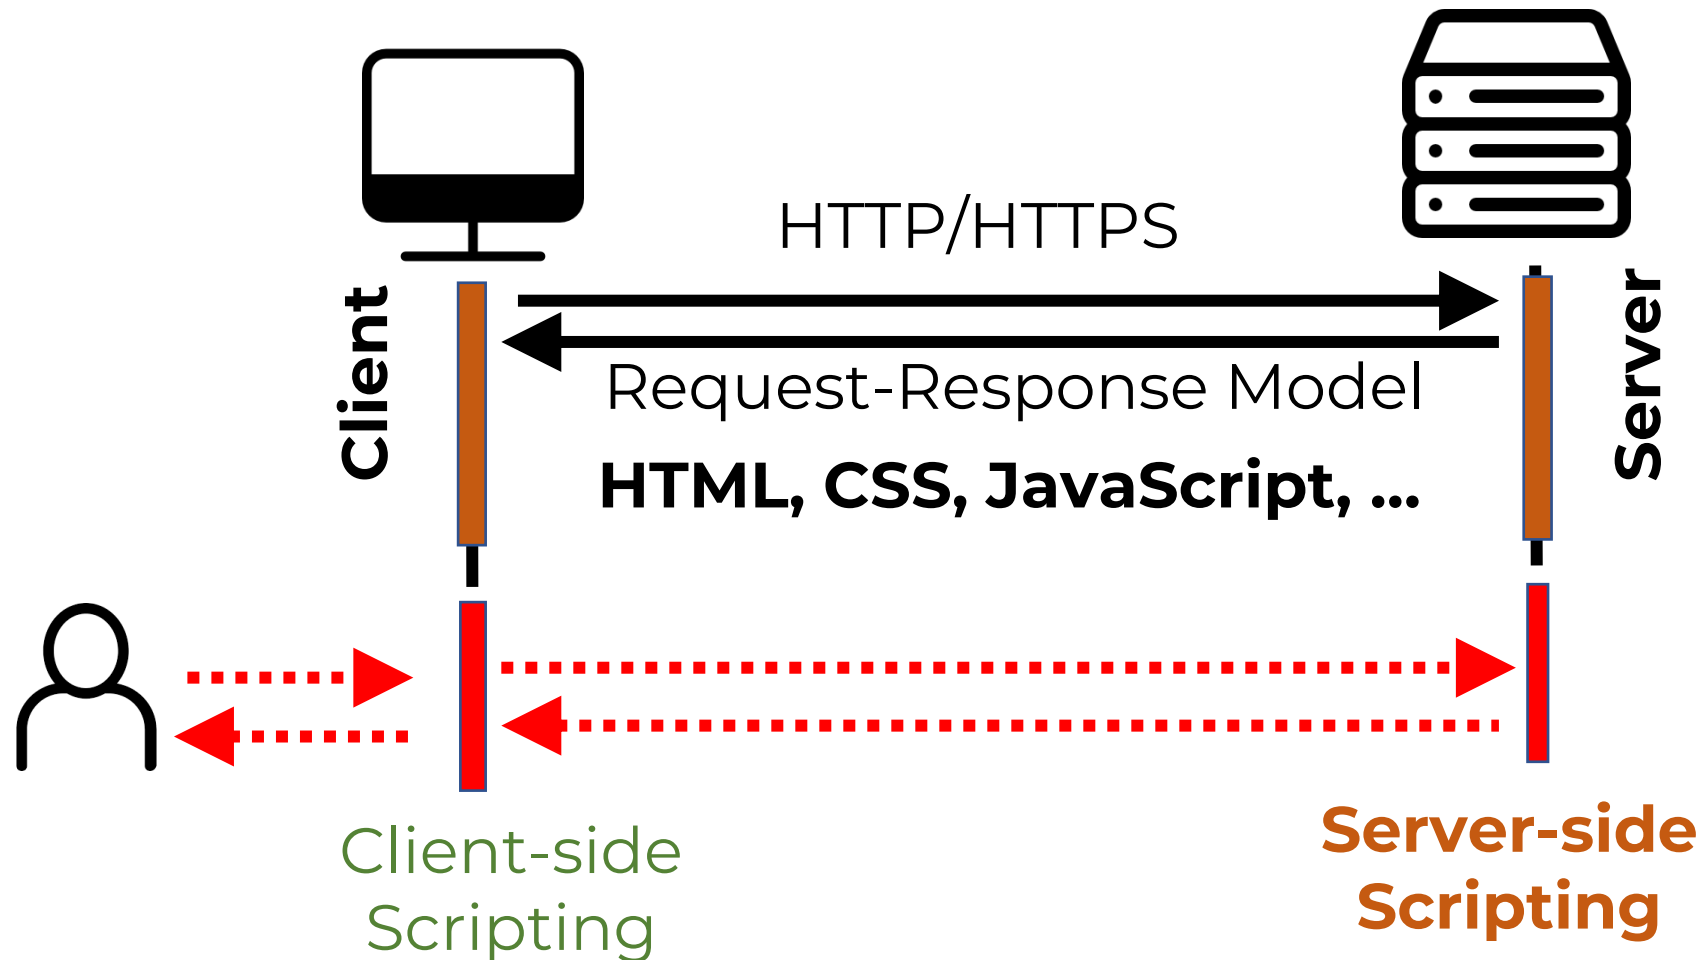 HTTP/HTTPS
Client
Server
Request-Response Model
HTML, CSS, JavaScript, ...
Client-side
Scripting
Server-side
Scripting